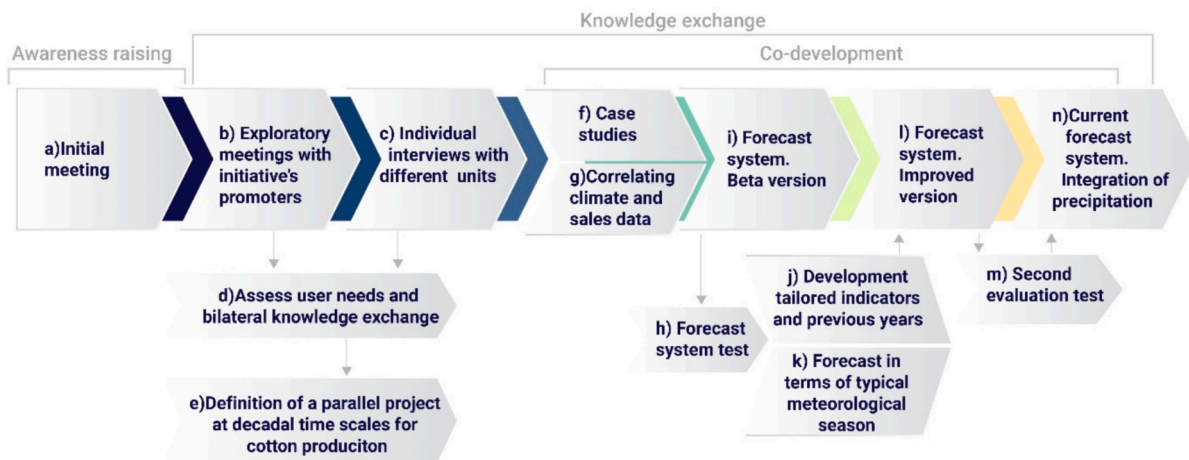 Knowledge exchange
Awareness raising
Co-development
a)Initial
meeting
b) Exploratory
meetings with
initiative's
promoters
c) Individual
interviews with
different units
f) Case
studies
g)Correlating
climate and
sales data
i) Forecast
system.
Beta version
l) Forecast
system.
Improved
version
n)Current
forecast
system.
Integration of
precipitation
d)Assess user needs and
bilateral knowledge exchange
e)Definition of a parallel project
at decadal time scales for
cotton produciton
h) Forecast
system test
j) Development
tailored indicators
and previous years
k) Forecast in
terms of typical
meteorological
season
m) Second
evaluation test